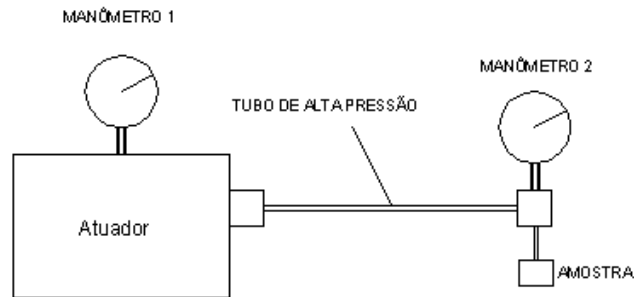 MANÔMETRO 1
MANÔMETRO 2
TUBO DE ALTA PRESSÃO
Atuador
AMOSTRA